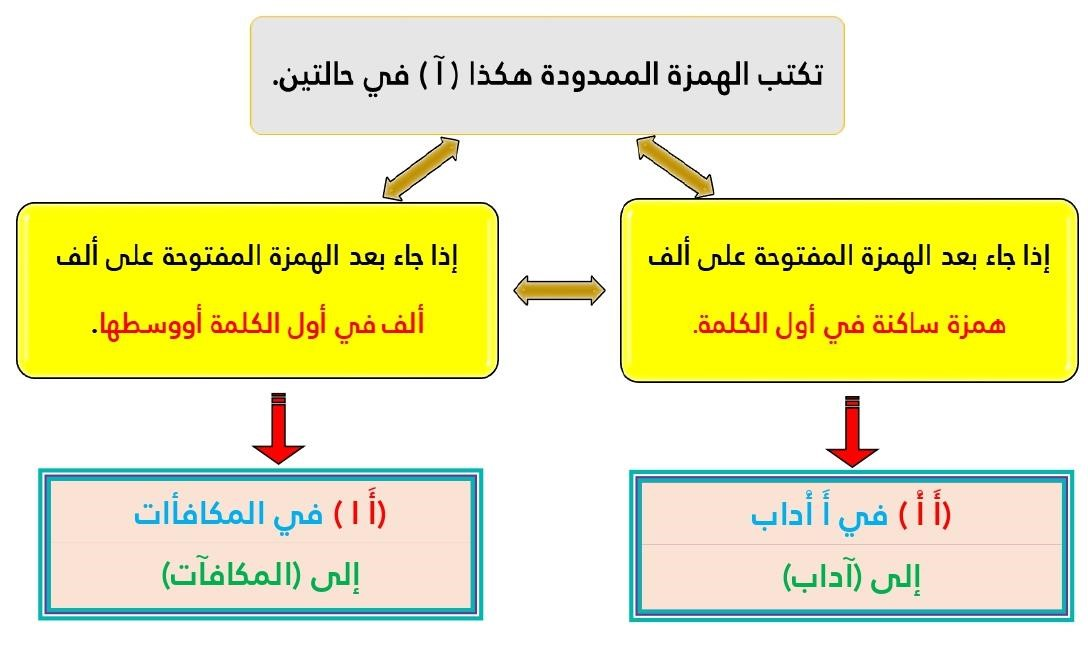 تكتب الهمزة الممدودة هكذا ( آ ) في حالتين.
إذا جاء بعد الهمزة المفتوحة على ألف
همزة ساكنة في أول الكلمة.
إذا جاء بعد الهمزة المفتوحة على ألف
ألف في أول الكلمة أووسطها.
(أَ أْ ) في أَ أْداب
إلى (آداب)
(أَ ا ) في المكافأات
إلى (المكافآت)